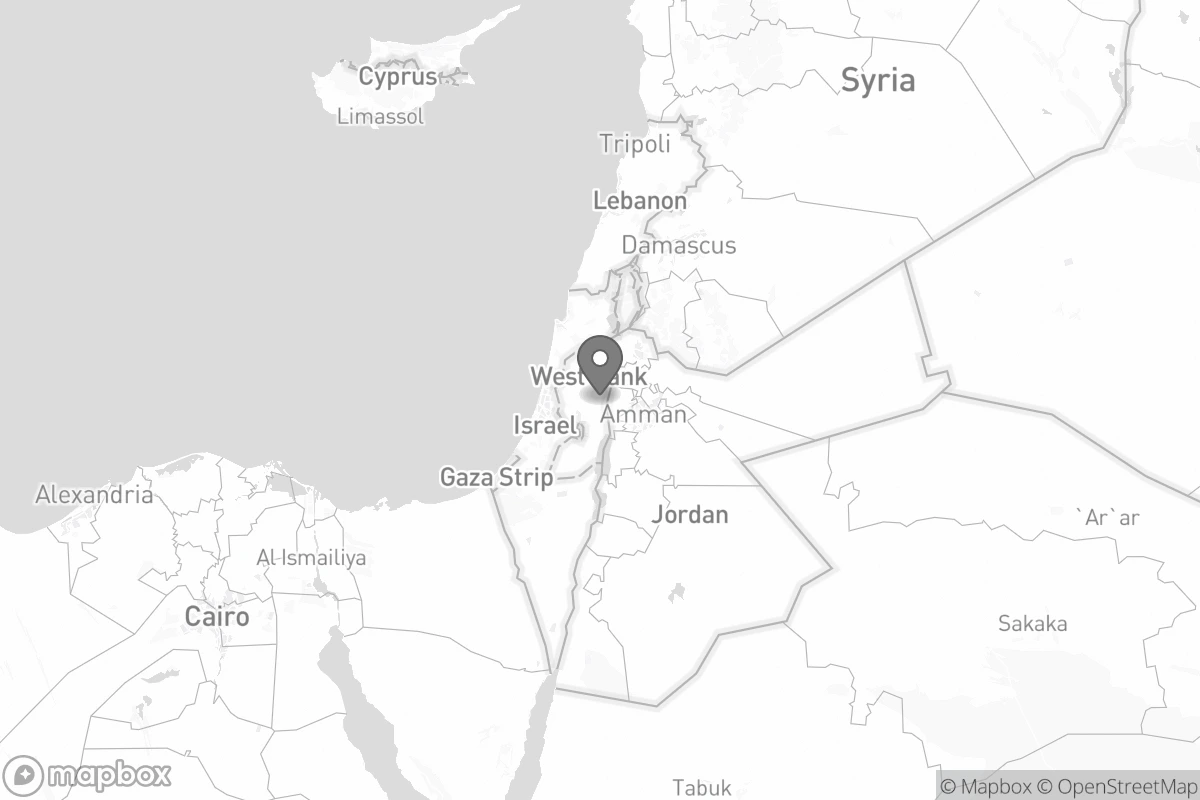 Cyprus
Syria
Limassol
Tripoli
Lebanon
Damascus
West Bank
Amman
Israel
Gaza Strip
Alexandria
Jordan
`Ar`ar
Al Ismailiya
Cairo
Sakaka
Tabuk
mapbox
© Mapbox © OpenStreetMap